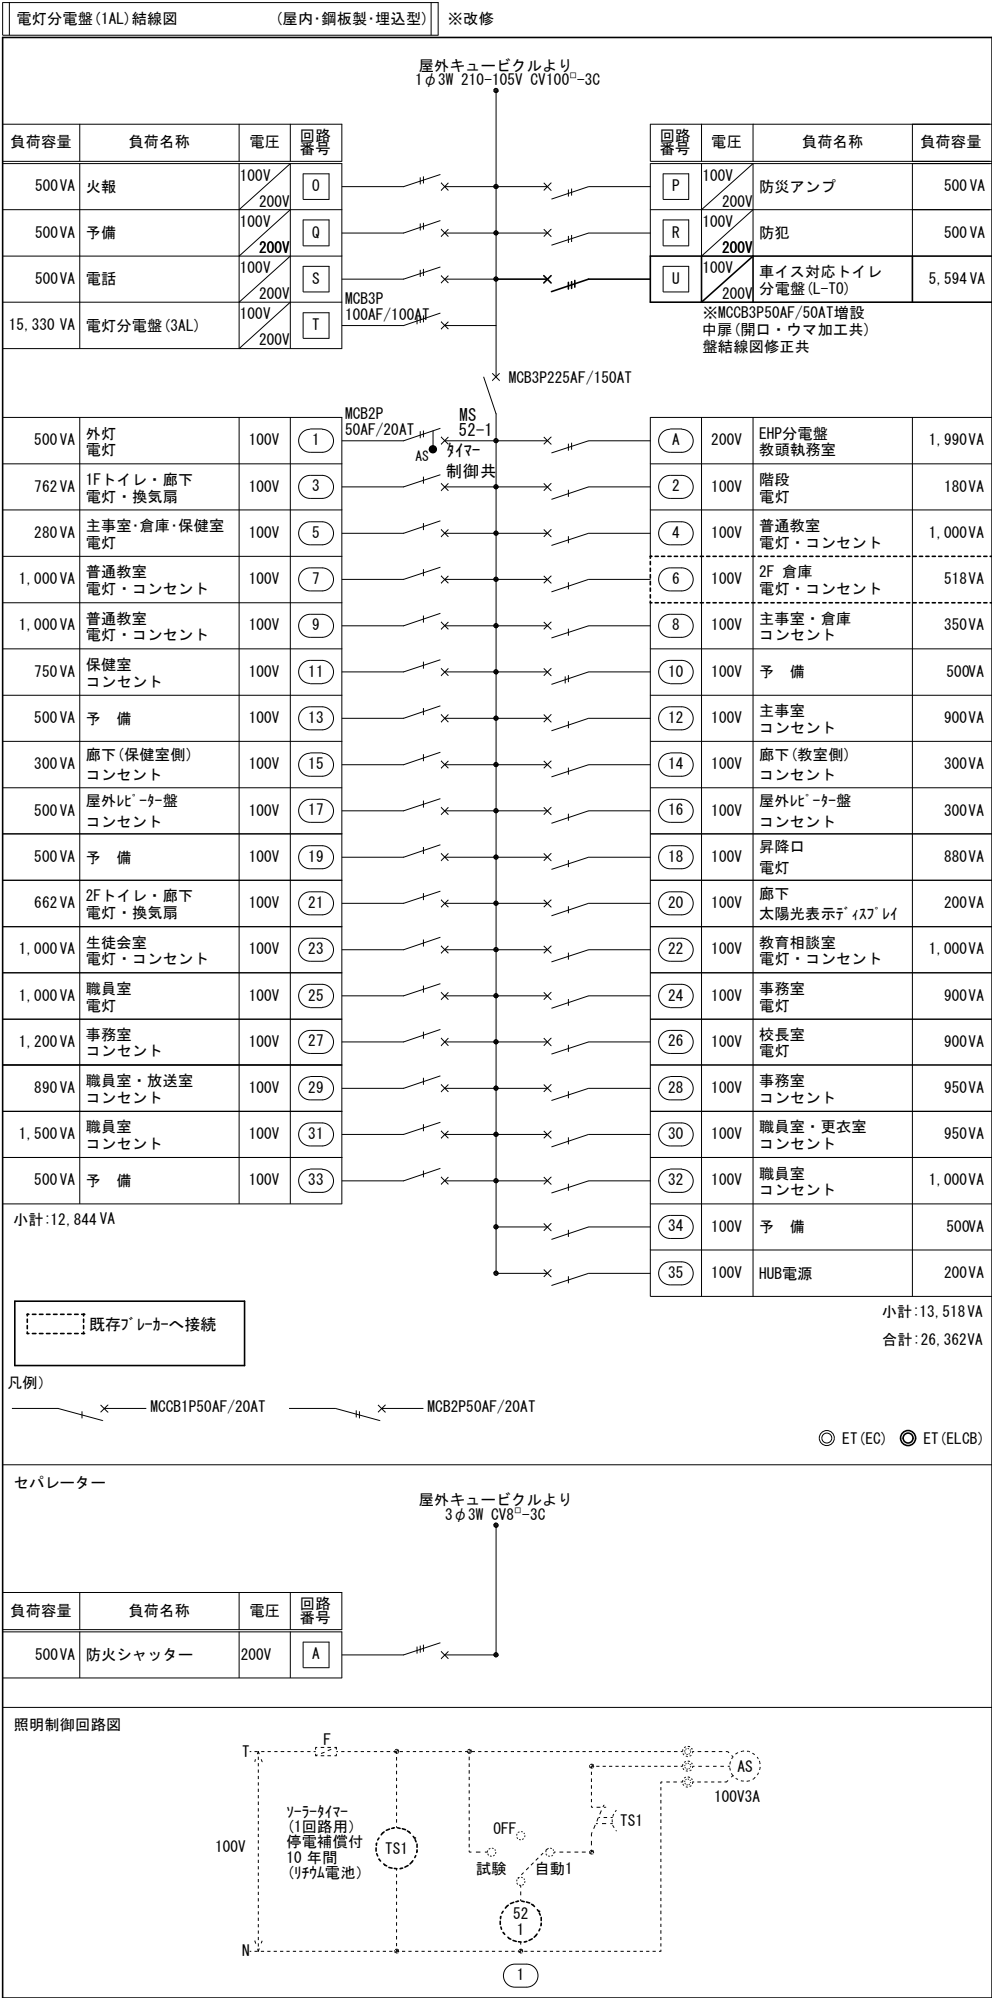 電灯分電盤(1AL)結線図 (屋内・鋼板製・埋込型) ※改修
屋外キュービクルより
1φ3W 210-105V CV100□-3C
負荷容量 負荷名称 電圧 回路番号
500VA 火報 100V/200V O
500VA 予備 100V/200V Q
500VA 電話 100V/200V S
15,330 VA 電灯分電盤(3AL) 100V/200V T
MCB3P
100AF/100AT
回路番号 電圧 負荷名称 負荷容量
P 100V/200V 防災アンプ 500VA
R 100V/200V 防犯 500VA
U 100V/200V 車イス対応トイレ
分電盤(L-TO) 5,594VA
※MCCB3P50AF/50AT増設
中扉(開口・ウマ加工共)
盤結線図修正共
MCB3P225AF/150AT
MCB2P
50AF/20AT
MS
52-1
AS
タイマー
制御共
500VA 外灯
電灯 100V 1
762VA 1Fトイレ・廊下
電灯・換気扇 100V 3
280VA 主事室・倉庫・保健室
電灯 100V 5
1,000VA 普通教室
電灯・コンセント 100V 7
1,000VA 普通教室
電灯・コンセント 100V 9
750VA 保健室
コンセント 100V 11
500VA 予 備 100V 13
300VA 廊下(保健室側)
コンセント 100V 15
500VA 屋外レピーター盤
コンセント 100V 17
500VA 予 備 100V 19
662VA 2Fトイレ・廊下
電灯・換気扇 100V 21
1,000VA 生徒会室
電灯・コンセント 100V 23
1,000VA 職員室
電灯 100V 25
1,200VA 事務室
コンセント 100V 27
890VA 職員室・放送室
コンセント 100V 29
1,500VA 職員室
コンセント 100V 31
500VA 予 備 100V 33
小計:12,844VA
A 200V EHP分電盤
教頭執務室 1,990VA
2 100V 階段
電灯 180VA
4 100V 普通教室
電灯・コンセント 1,000VA
6 100V 2F 倉庫
電灯・コンセント 518VA
8 100V 主事室・倉庫
コンセント 350VA
10 100V 予 備 500VA
12 100V 主事室
コンセント 900VA
14 100V 廊下(教室側)
コンセント 300VA
16 100V 屋外レピーター盤
コンセント 300VA
18 100V 昇降口
電灯 880VA
20 100V 廊下
太陽光表示ディスプレイ 200VA
22 100V 教育相談室
電灯・コンセント 1,000VA
24 100V 事務室
電灯 900VA
26 100V 校長室
電灯 900VA
28 100V 事務室
コンセント 950VA
30 100V 職員室・更衣室
コンセント 950VA
32 100V 職員室
コンセント 1,000VA
34 100V 予 備 500VA
35 100V HUB電源 200VA
小計:13,518VA
合計:26,362VA
既存ブレーカーへ接続
凡例)
MCCB1P50AF/20AT MCB2P50AF/20AT
◎ ET(EC) ◎ ET(ELCB)
セパレーター
屋外キュービクルより
3φ3W CV8□-3C
負荷容量 負荷名称 電圧 回路番号
500VA 防火シャッター 200V A
照明制御回路図
T F
AS
100V3A
TS1
ソーラータイマー
(1回路用)
停電補償付
10年間
(リチウム電池)
100V
TS1
OFF
試験 自動1
52
1
N
1